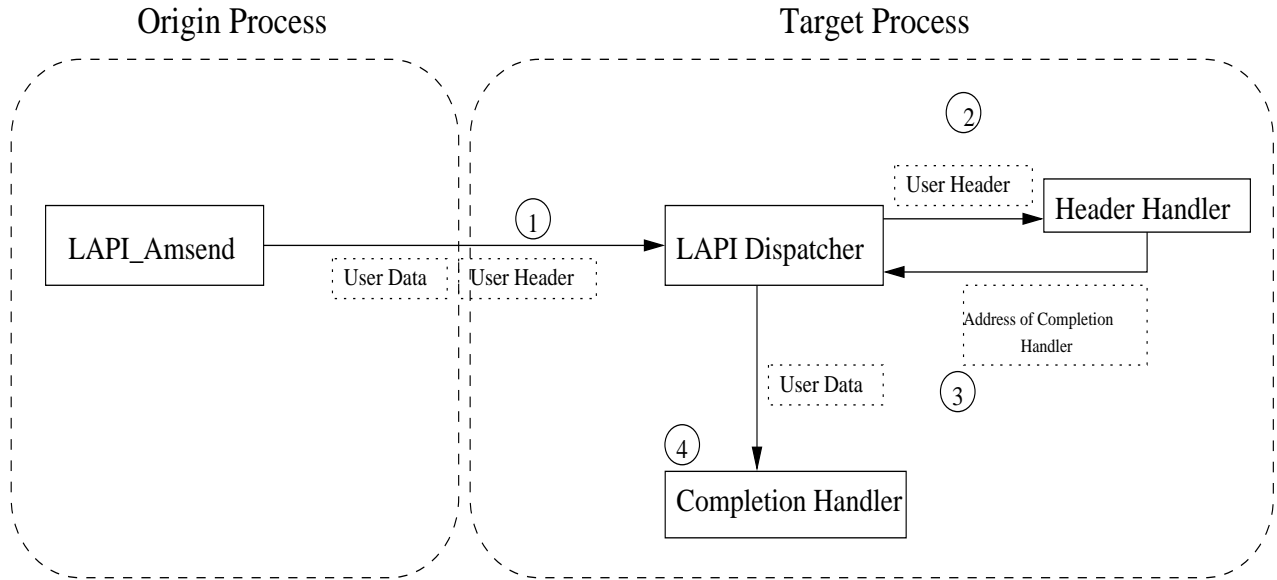 Origin Process
Target Process
2
User Header
Header Handler
1
LAPI_Amsend
LAPI Dispatcher
User Data
User Header
Address of Completion
Handler
User Data
3
4
Completion Handler